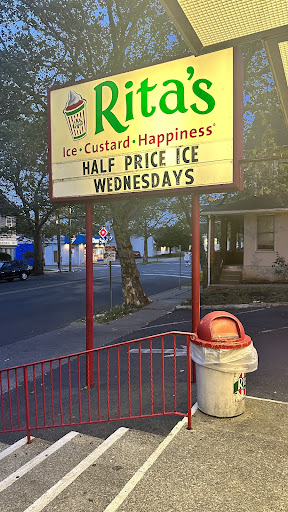 Rita's
Ice • Custard • Happiness
HALF PRICE ICE
WEDNESDAYS